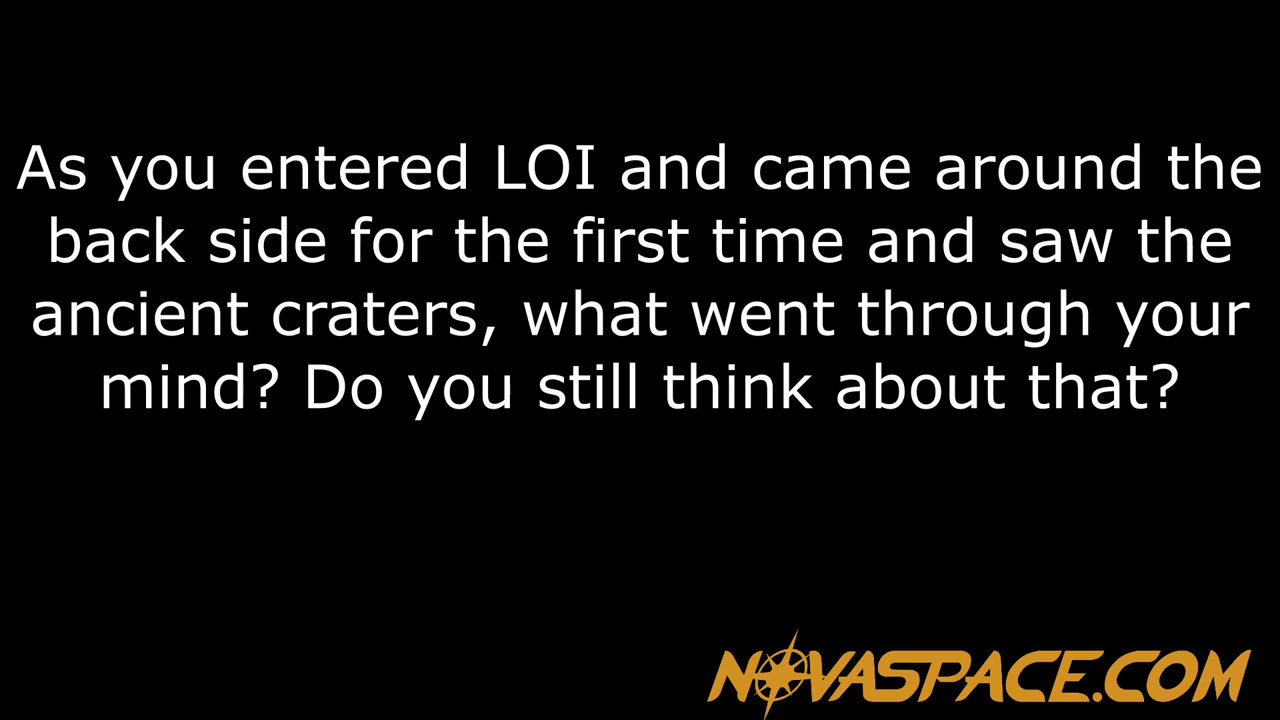 As you entered LOI and came around the
back side for the first time and saw the
ancient craters, what went through your
mind? Do you still think about that?
NOVASPACE.COM